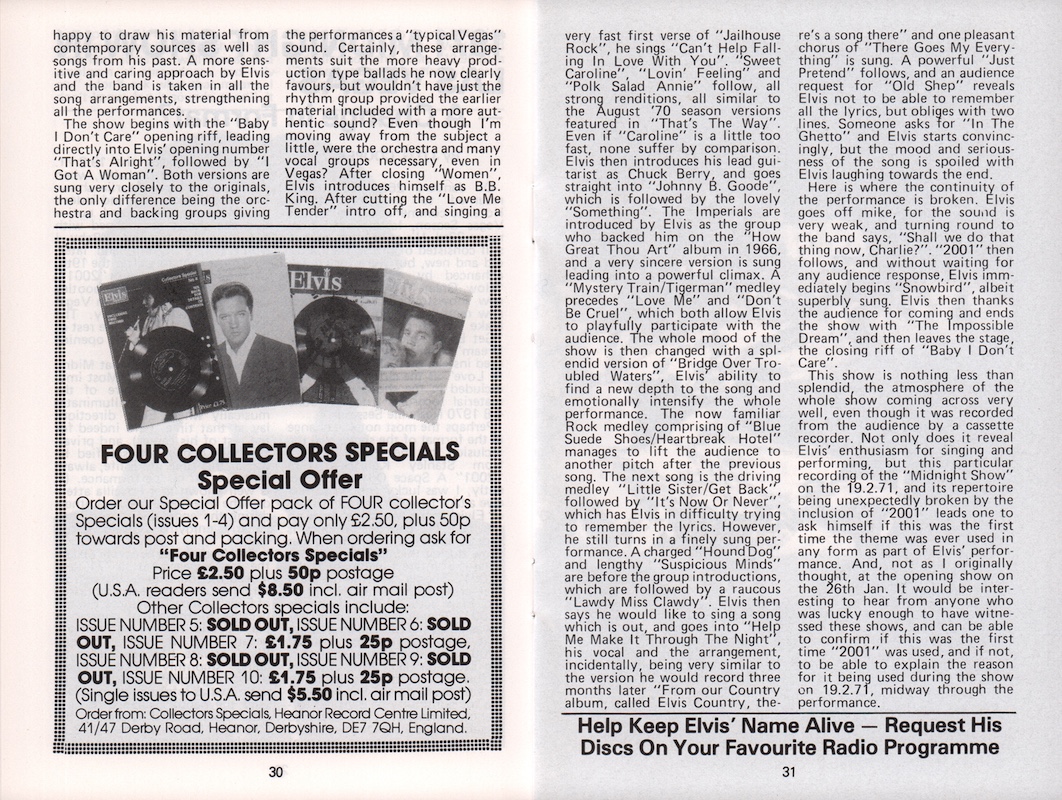 happy to draw his material from
contemporary sources as well as
songs from his past. A more sens-
itive and caring approach by Elvis
and the band is taken in all the
song arrangements, strengthening
all the performances.
The show begins with the "Baby
I Don't Care" opening riff, leading
directly into Elvis' opening number
"That's Alright", followed by "I
Got A Woman". Both versions are
sung very closely to the originals,
the only difference being the orc-
hestra and backing groups giving
the performances a "typical Vegas"
sound. Certainly, these arrange-
ments suit the more heavy prod-
uction type ballads he now clearly
favours, but wouldn't have just the
rhythm group provided the earlier
material included with a more aut-
hentic sound? Even though I'm
moving away from the subject a
little, were the orchestra and many
vocal groups necessary, even in
Vegas? After closing "Women",
Elvis introduces himself as B.B.
King. After cutting the "Love Me
Tender" intro off, and singing a
Elvis
Elvis
FOUR COLLECTORS SPECIALS
Special Offer
Order our Special Offer pack of FOUR collector's
Specials (issues 1-4) and pay only £2.50, plus 50p
towards post and packing. When ordering ask for
"Four Collectors Specials"
Price £2.50 plus 50p postage
(U.S.A. readers send $8.50 incl. air mail post)
Other Collectors specials include:
ISSUE NUMBER 5: SOLD OUT, ISSUE NUMBER 6: SOLD
OUT, ISSUE NUMBER 7: £1.75 plus 25p postage,
ISSUE NUMBER 8: SOLD OUT, ISSUE NUMBER 9: SOLD
OUT, ISSUE NUMBER 10: £1.75 plus 25p postage.
(Single issues to U.S.A. send $5.50 incl. air mail post)
Order from: Collectors Specials, Heanor Record Centre Limited,
41/47 Derby Road, Heanor, Derbyshire, DE7 7QH, England.
30
very fast first verse of "Jailhouse
Rock", he sings "Can't Help Fall-
ing In Love With You". "Sweet
Caroline", "Lovin' Feeling" and
"Polk Salad Annie" follow, all
strong renditions, all similar to
the August '70 season versions
featured in "That's The Way".
Even if "Caroline" is a little too
fast, none suffer by comparison.
Elvis then introduces his lead gui-
tarist as Chuck Berry, and goes
straight into "Johnny B. Goode",
which is followed by the lovely
"Something". The Imperials are
introduced by Elvis as the group
who backed him on the "How
Great Thou Art" album in 1966,
and a very sincere version is sung
leading into a powerful climax. A
"Mystery Train/Tigerman" medley
precedes "Love Me" and "Don't
Be Cruel", which both allow Elvis
to playfully participate with the
audience. The whole mood of the
show is then changed with a spl-
endid version of "Bridge Over Tro-
ubled Waters", Elvis' ability to
find a new depth to the song and
emotionally intensify the whole
performance. The now familiar
Rock medley comprising of "Blue
Suede Shoes/Heartbreak Hotel"
manages to lift the audience to
another pitch after the previous
song. The next song is the driving
medley "Little Sister/Get Back",
followed by "It's Now Or Never",
which has Elvis in difficulty trying
to remember the lyrics. However,
he still turns in a finely sung per-
formance. A charged "Hound Dog"
and lengthy "Suspicious Minds"
are before the group introductions,
which are followed by a raucous
"Lawdy Miss Clawdy". Elvis then
says he would like to sing a song
which is out, and goes into "Help
Me Make It Through The Night",
his vocal and the arrangement,
incidentally, being very similar to
the version he would record three
months later "From our Country
album, called Elvis Country, the-
re's a song there" and one pleasant
chorus of "There Goes My Every-
thing" is sung. A powerful "Just
Pretend" follows, and an audience
request for "Old Shep" reveals
Elvis not to be able to remember
all the lyrics, but obliges with two
lines. Someone asks for "In The
Ghetto" and Elvis starts convinc-
ingly, but the mood and serious-
ness of the song is spoiled with
Elvis laughing towards the end.
Here is where the continuity of
the performance is broken. Elvis
goes off mike, for the sound is
very weak, and turning round to
the band says, "Shall we do that
thing now, Charlie?". "2001" then
follows, and without waiting for
any audience response, Elvis imm-
ediately begins "Snowbird", albeit
superbly sung. Elvis then thanks
the audience for coming and ends
the show with "The Impossible
Dream", and then leaves the stage,
the closing riff of "Baby I Don't
Care".
This show is nothing less than
splendid, the atmosphere of the
whole show coming across very
well, even though it was recorded
from the audience by a cassette
recorder. Not only does it reveal
Elvis' enthusiasm for singing and
performing, but this particular
recording of the "Midnight Show"
on the 19.2.71, and its repertoire
being unexpectedly broken by the
inclusion of "2001" leads one to
ask himself if this was the first
time the theme was ever used in
any form as part of Elvis' perfor-
mance. And, not as I originally
thought, at the opening show on
the 26th Jan. It would be inter-
esting to hear from anyone who
was lucky enough to have witne-
ssed these shows, and can be able
to confirm if this was the first
time "2001" was used, and if not,
to be able to explain the reason
for it being used during the show
on 19.2.71, midway through the
performance.
Help Keep Elvis' Name Alive — Request His
Discs On Your Favourite Radio Programme
31